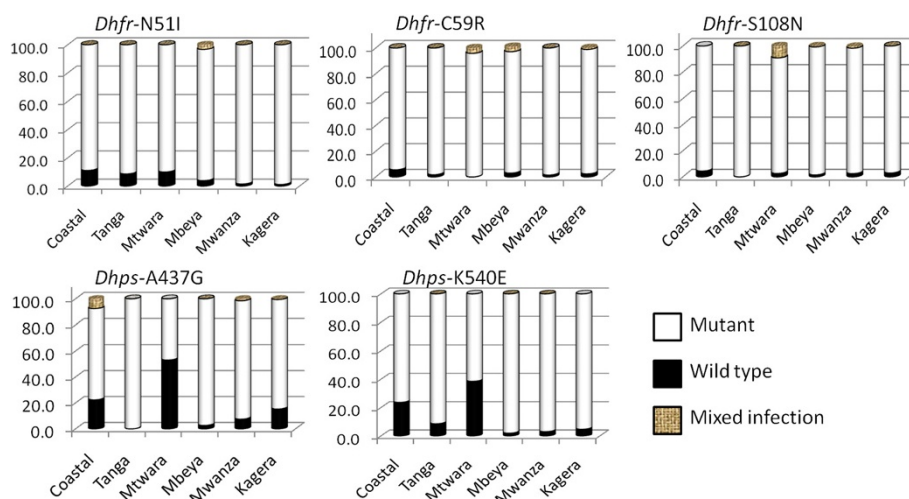 Dhfr-N51I
100.0
80.0
60.0
40.0
20.0
0.0
Coastal
Tanga
Mtwara
Mbeya
Mwanza
Kagera
Dhfr-C59R
100.0
80.0
60.0
40.0
20.0
0.0
Coastal
Tanga
Mtwara
Mbeya
Mwanza
Kagera
Dhfr-S108N
100.0
80.0
60.0
40.0
20.0
0.0
Coastal
Tanga
Mtwara
Mbeya
Mwanza
Kagera
Dhps-A437G
100.0
80.0
60.0
40.0
20.0
0.0
Coastal
Tanga
Mtwara
Mbeya
Mwanza
Kagera
Dhps-K540E
100.0
80.0
60.0
40.0
20.0
0.0
Coastal
Tanga
Mtwara
Mbeya
Mwanza
Kagera
Mutant
Wild type
Mixed infection